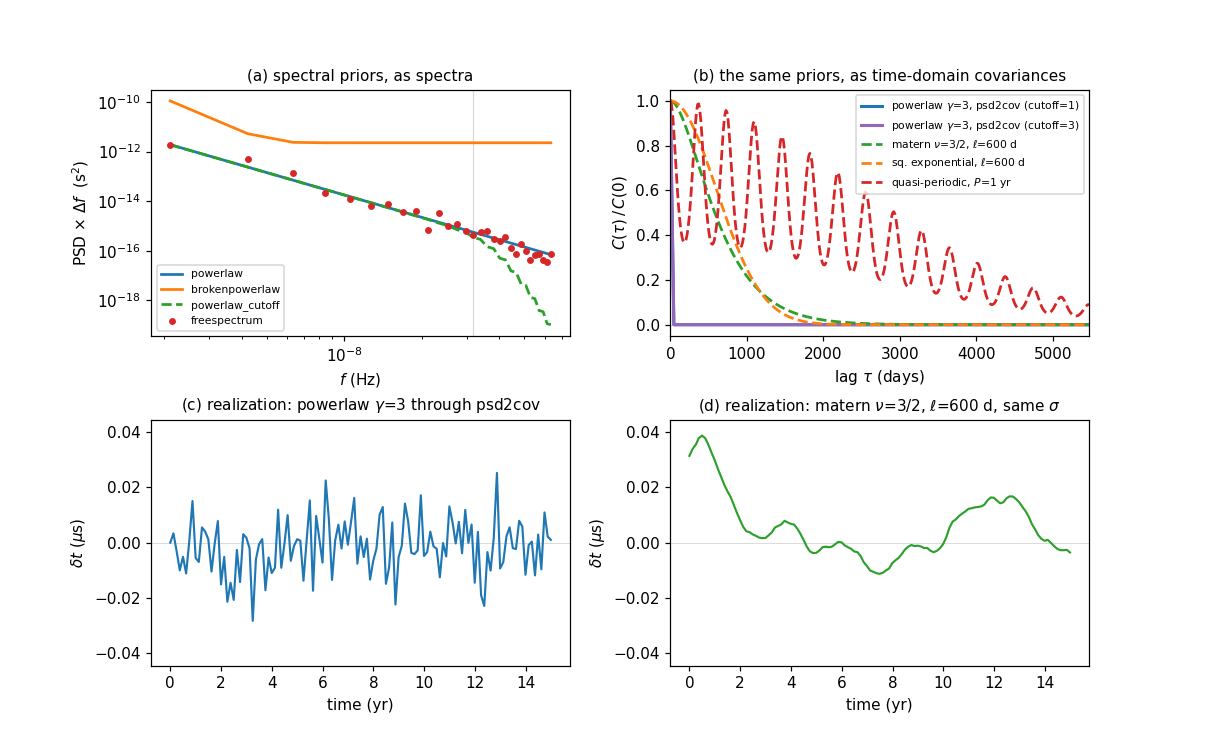 (a) spectral priors, as spectra
10⁻¹⁰
10⁻¹²
10⁻¹⁴
10⁻¹⁶
10⁻¹⁸
PSD × Δf (s²)
powerlaw
brokenpowerlaw
powerlaw_cutoff
freespectrum
10⁻⁸
f (Hz)
(b) the same priors, as time-domain covariances
1.0
0.8
0.6
0.4
0.2
0.0
C(τ) / C(0)
powerlaw γ=3, psd2cov (cutoff=1)
powerlaw γ=3, psd2cov (cutoff=3)
matern ν=3/2, ℓ=600 d
sq. exponential, ℓ=600 d
quasi-periodic, P=1 yr
0 1000 2000 3000 4000 5000
lag τ (days)
(c) realization: powerlaw γ=3 through psd2cov
0.04
0.02
0.00
−0.02
−0.04
δt (μs)
0 2 4 6 8 10 12 14
time (yr)
(d) realization: matern ν=3/2, ℓ=600 d, same σ
0.04
0.02
0.00
−0.02
−0.04
δt (μs)
0 2 4 6 8 10 12 14
time (yr)